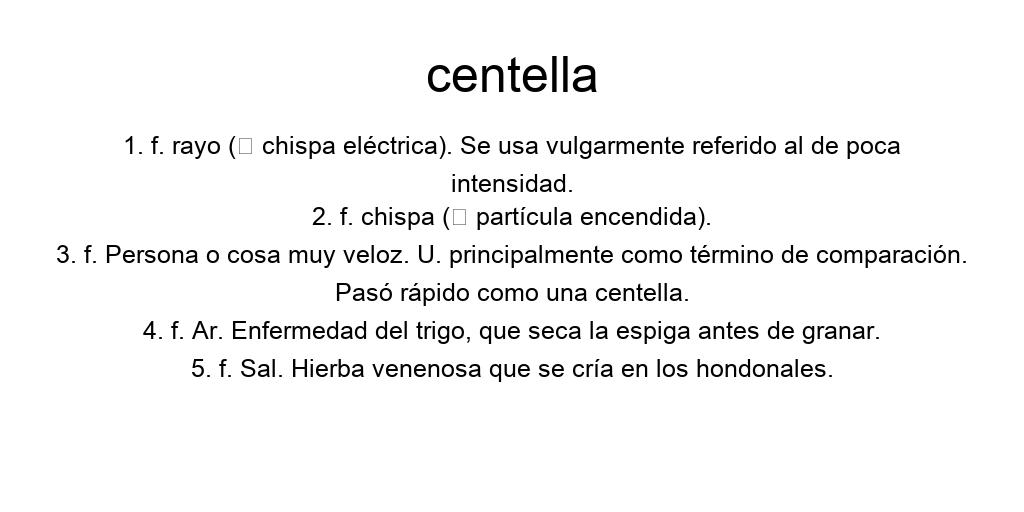 centella
1. f. rayo (□ chispa eléctrica). Se usa vulgarmente referido al de poca
intensidad.
2. f. chispa (□ partícula encendida).
3. f. Persona o cosa muy veloz. U. principalmente como término de comparación.
Pasó rápido como una centella.
4. f. Ar. Enfermedad del trigo, que seca la espiga antes de granar.
5. f. Sal. Hierba venenosa que se cría en los hondonales.